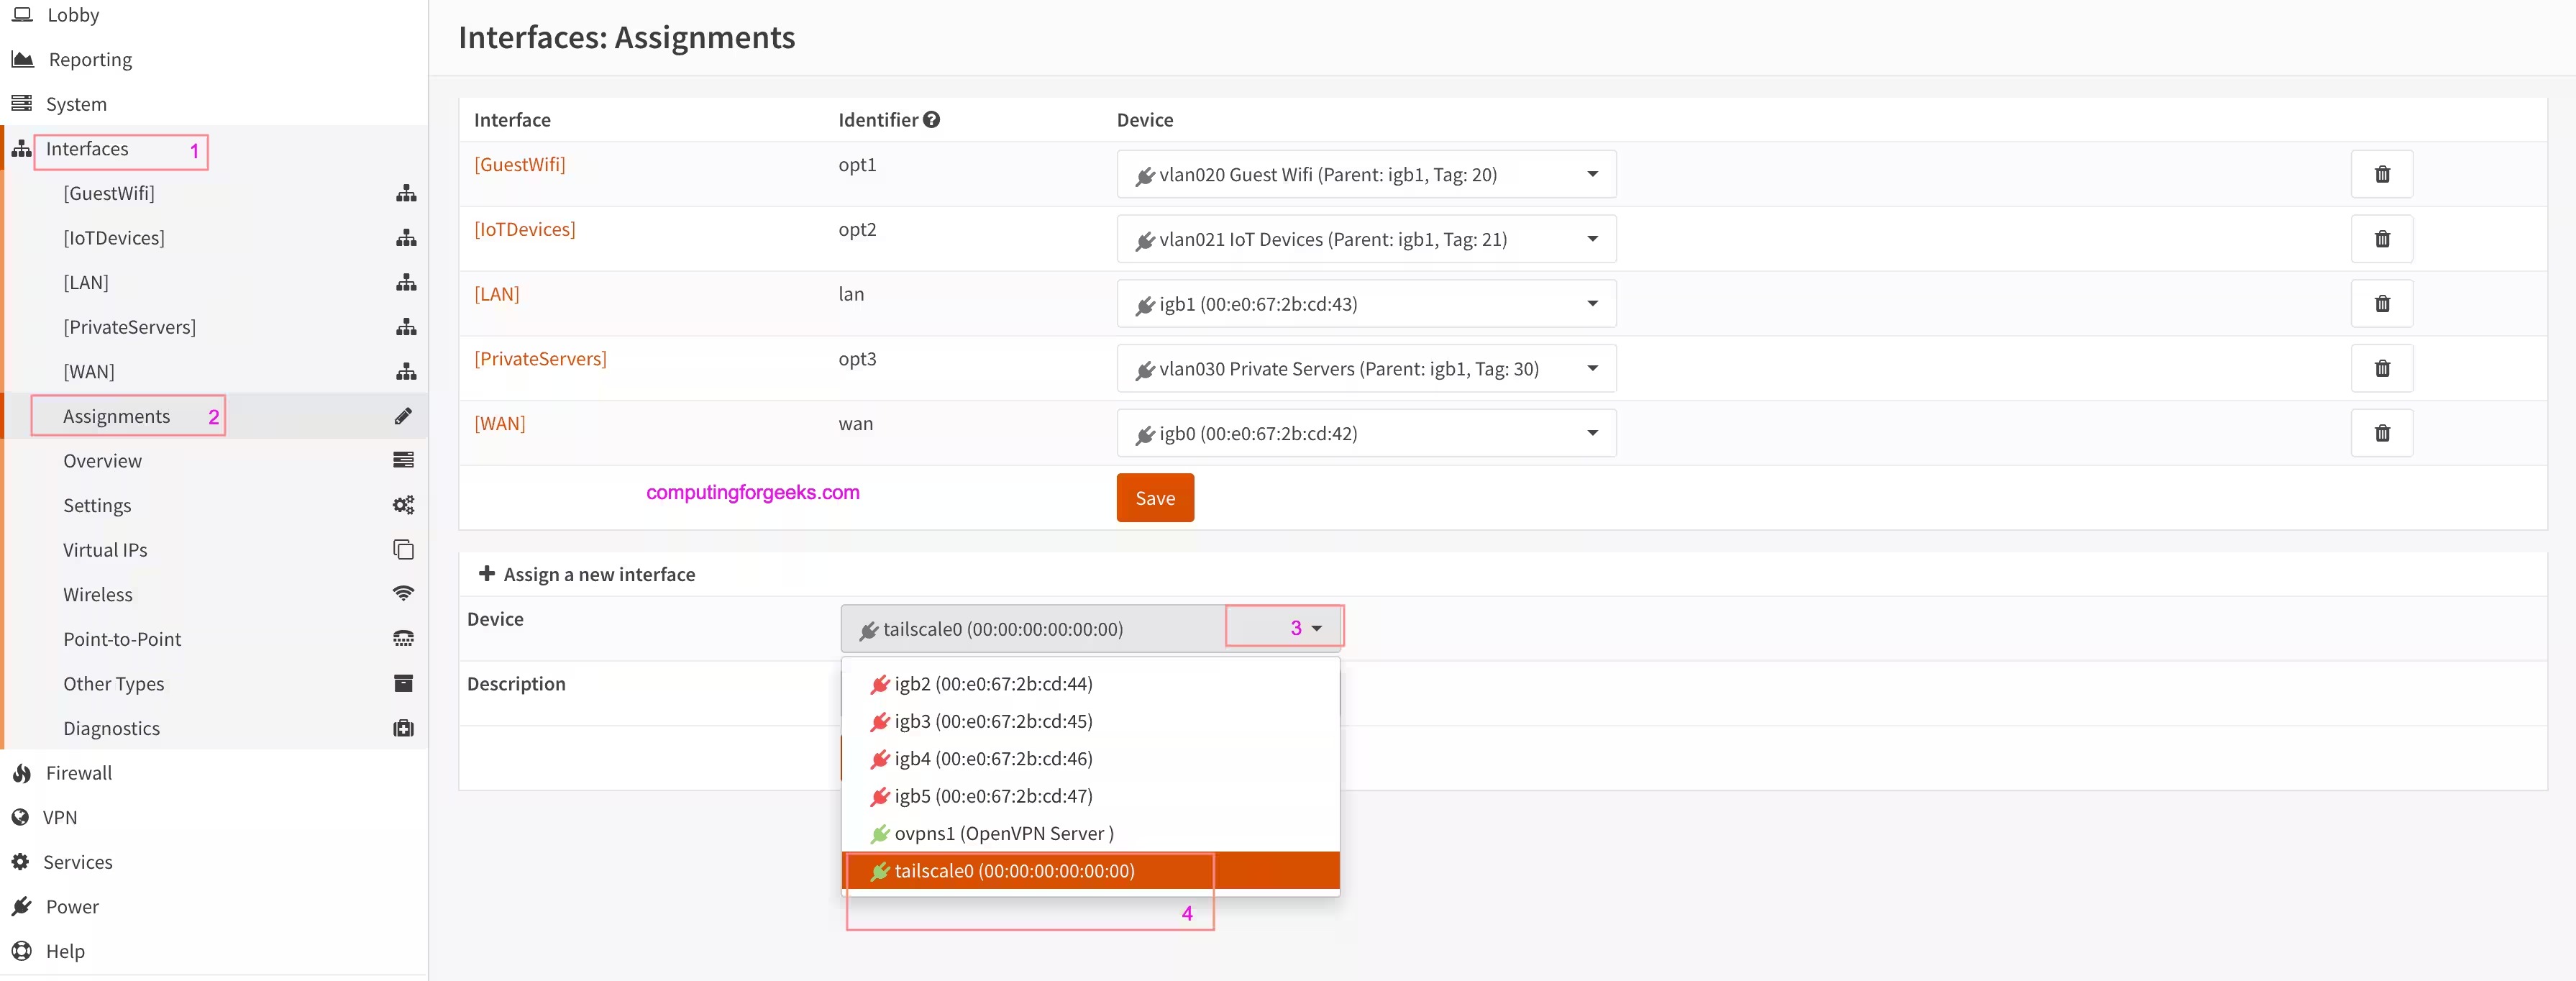 Lobby
Reporting
System
Interfaces 1
[GuestWifi]
[IoTDevices]
[LAN]
[PrivateServers]
[WAN]
Assignments 2
Overview
Settings
Virtual IPs
Wireless
Point-to-Point
Other Types
Diagnostics
Firewall
VPN
Services
Power
Help
Interfaces: Assignments
Interface Identifier Device
[GuestWifi] opt1 vlan020 Guest Wifi (Parent: igb1, Tag: 20)
[IoTDevices] opt2 vlan021 IoT Devices (Parent: igb1, Tag: 21)
[LAN] lan igb1 (00:e0:67:2b:cd:43)
[PrivateServers] opt3 vlan030 Private Servers (Parent: igb1, Tag: 30)
[WAN] wan igb0 (00:e0:67:2b:cd:42)
computingforgeeks.com Save
Assign a new interface
Device tailscale0 (00:00:00:00:00:00) 3
Description
igb2 (00:e0:67:2b:cd:44)
igb3 (00:e0:67:2b:cd:45)
igb4 (00:e0:67:2b:cd:46)
igb5 (00:e0:67:2b:cd:47)
ovpns1 (OpenVPN Server )
tailscale0 (00:00:00:00:00:00)
4